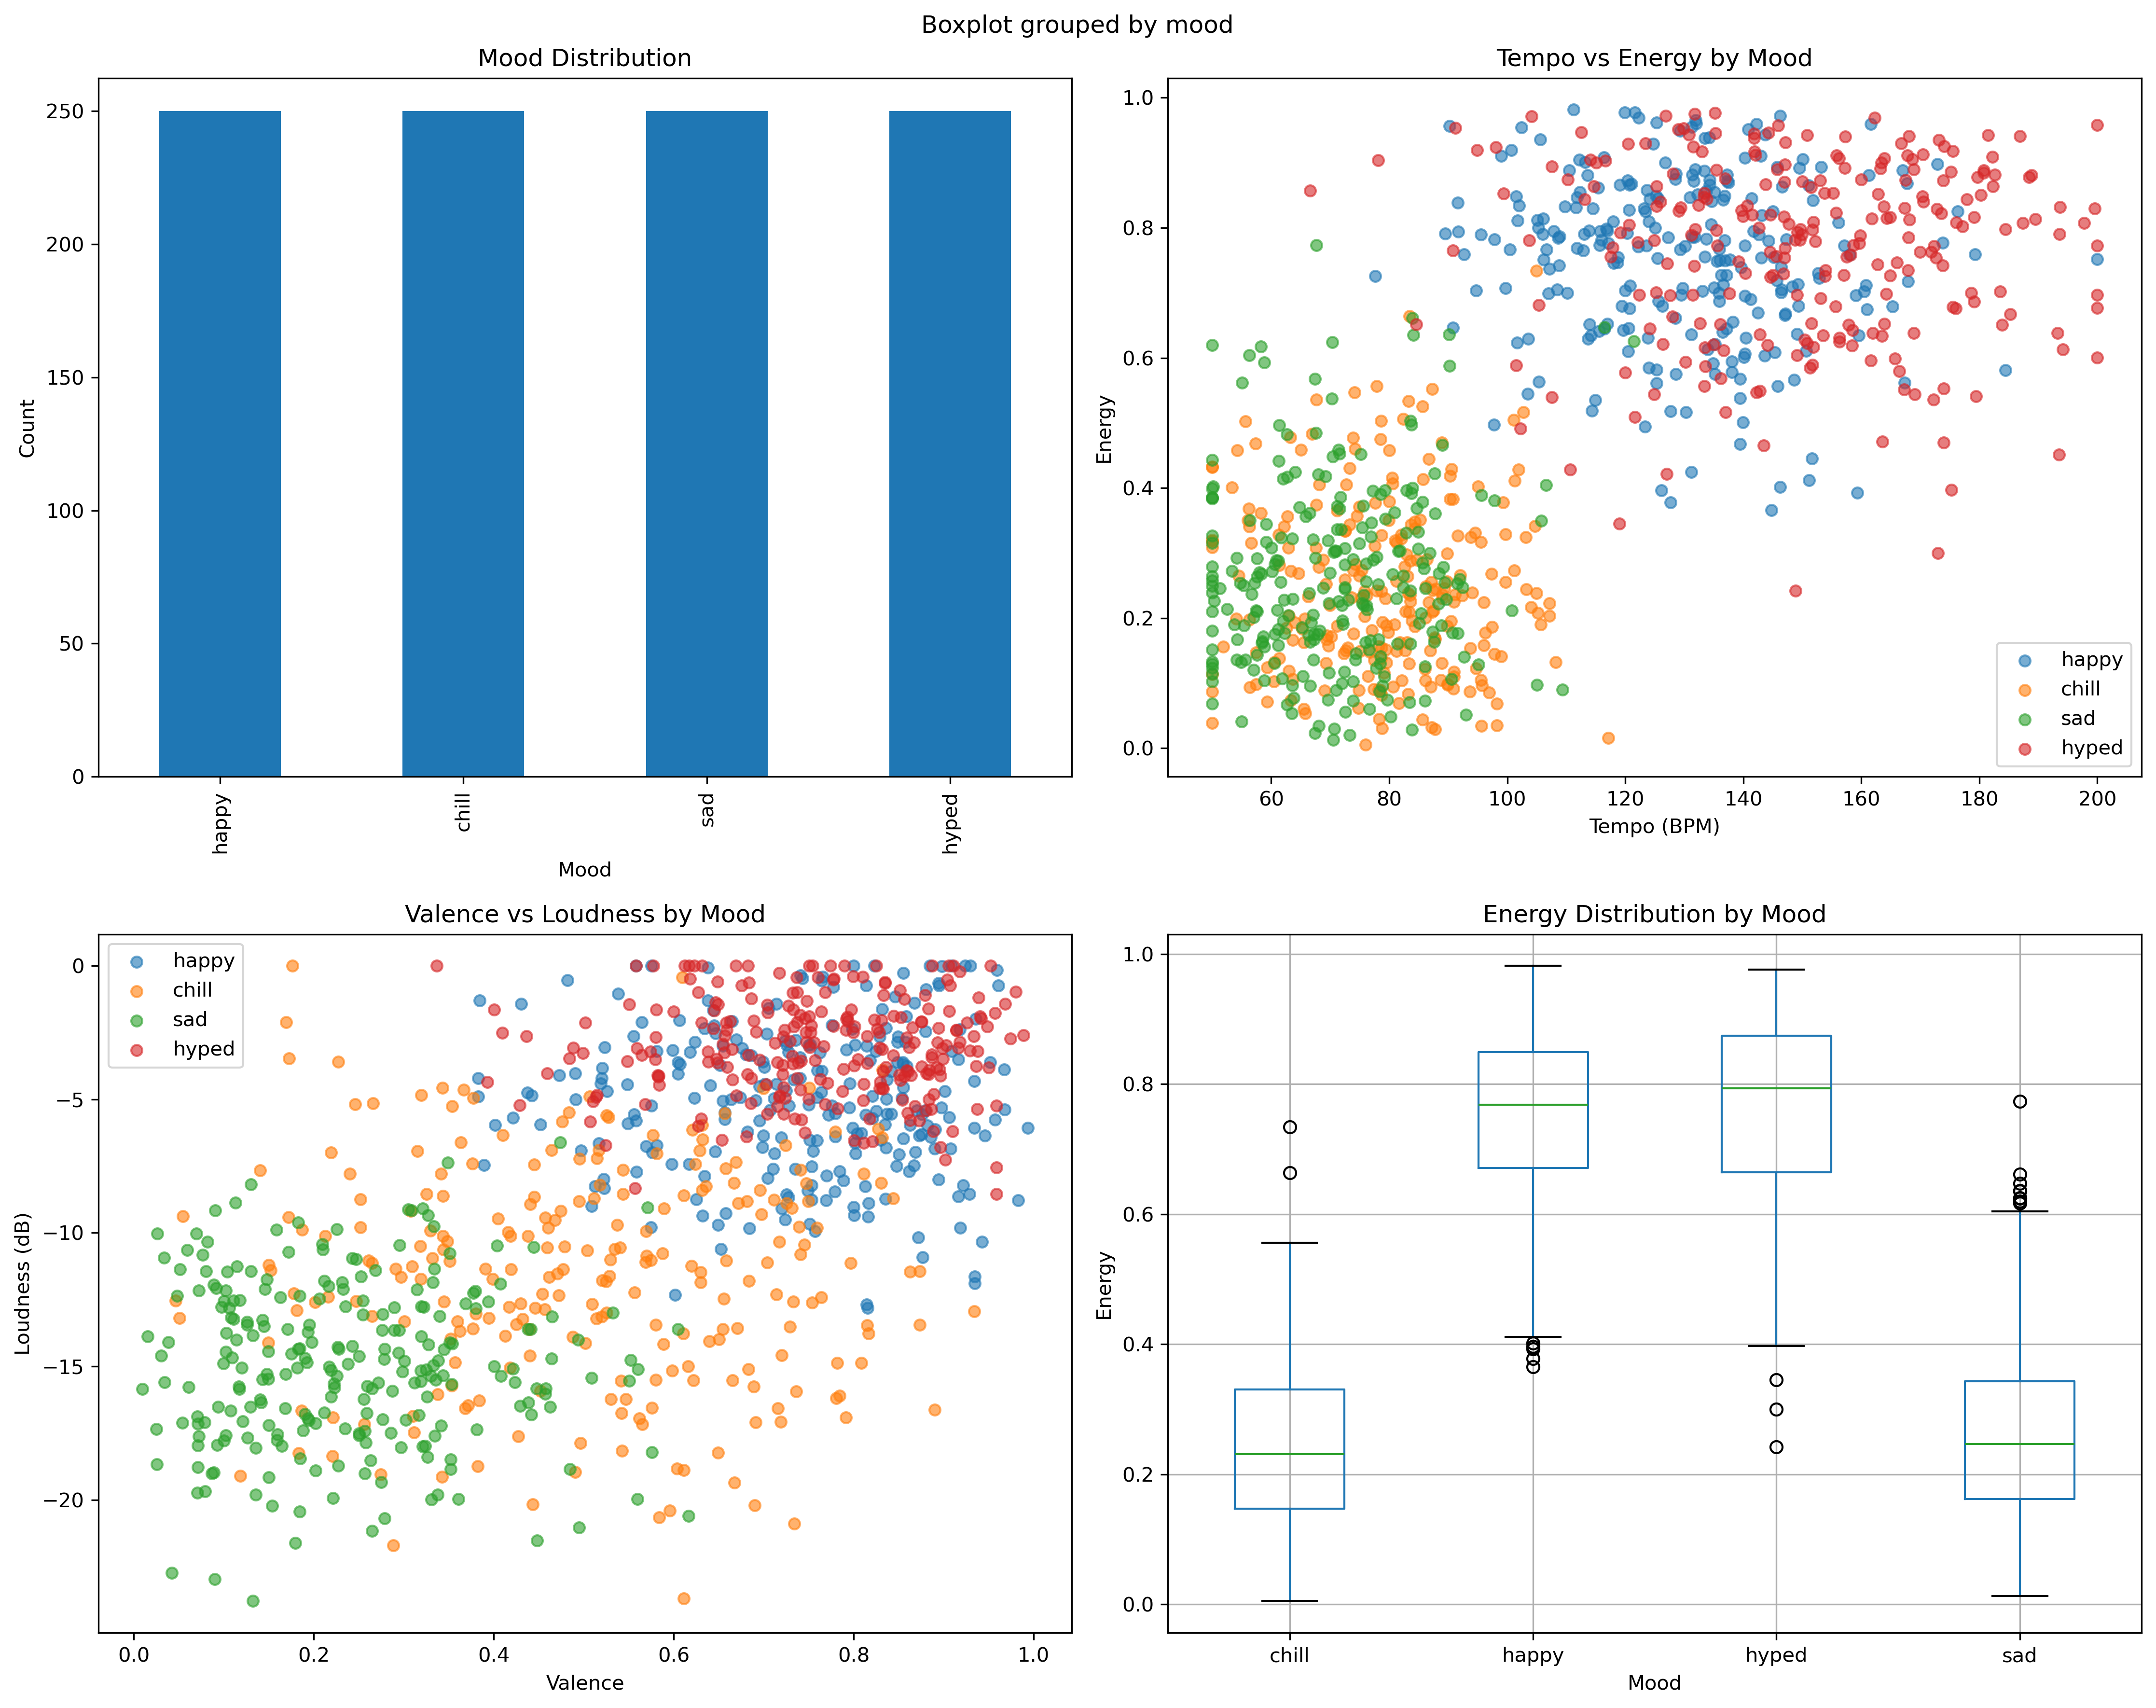 Boxplot grouped by mood
Mood Distribution
250
200
150
100
50
0
Count
happy
chill
sad
hyped
Mood
Tempo vs Energy by Mood
1.0
0.8
0.6
0.4
0.2
0.0
Energy
60 80 100 120 140 160 180 200
Tempo (BPM)
happy
chill
sad
hyped
Valence vs Loudness by Mood
happy
chill
sad
hyped
0
−5
−10
−15
−20
Loudness (dB)
0.0 0.2 0.4 0.6 0.8 1.0
Valence
Energy Distribution by Mood
1.0
0.8
0.6
0.4
0.2
0.0
Energy
chill happy hyped sad
Mood